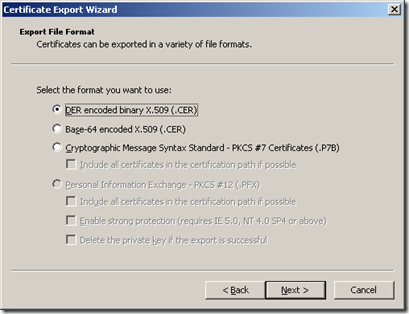 Certificate Export Wizard
Export File Format
Certificates can be exported in a variety of file formats.
Select the format you want to use:
DER encoded binary X.509 (.CER)
Base-64 encoded X.509 (.CER)
Cryptographic Message Syntax Standard - PKCS #7 Certificates (.P7B)
Include all certificates in the certification path if possible
Personal Information Exchange - PKCS #12 (.PFX)
Include all certificates in the certification path if possible
Enable strong protection (requires IE 5.0, NT 4.0 SP4 or above)
Delete the private key if the export is successful
< Back Next > Cancel